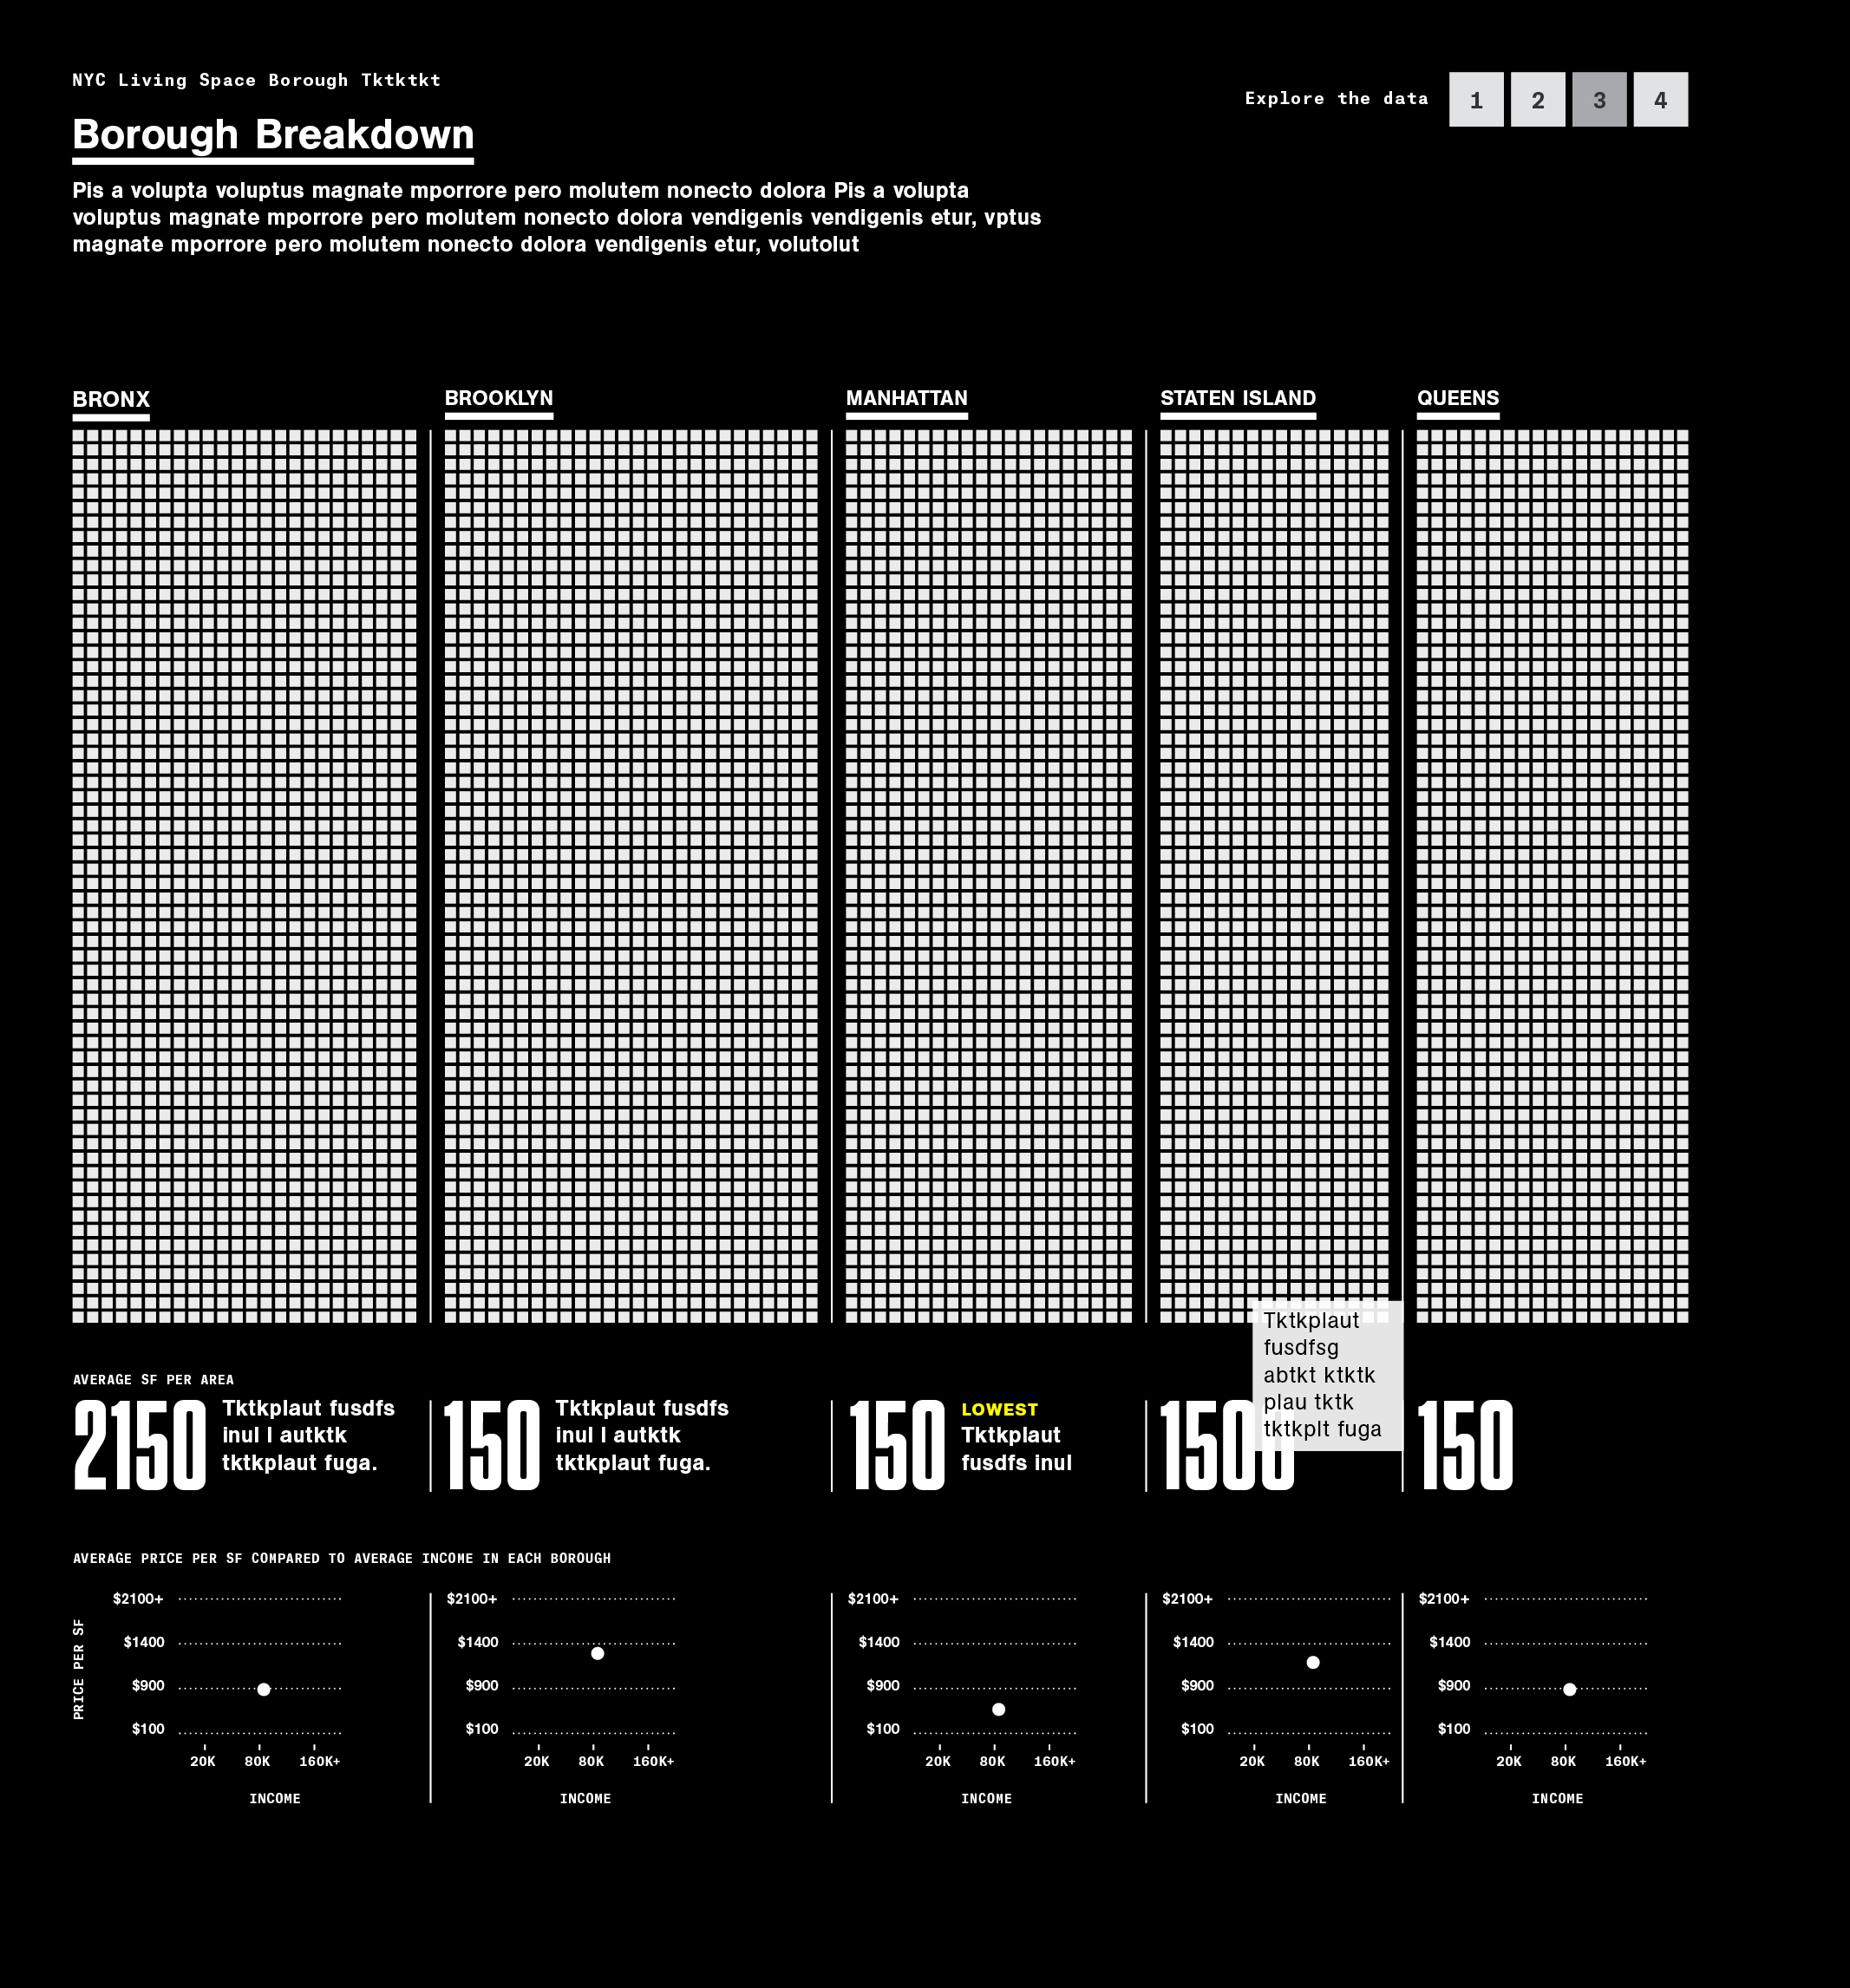 NYC Living Space Borough Tktktkt
Explore the data 1 2 3 4
Borough Breakdown
Pis a volupta voluptus magnate mporrore pero molutem nonecto dolora Pis a volupta
voluptus magnate mporrore pero molutem nonecto dolora vendigenis vendigenis etur, vptus
magnate mporrore pero molutem nonecto dolora vendigenis etur, volutolut
BRONX
BROOKLYN
MANHATTAN
STATEN ISLAND
QUEENS
Tktkplaut
fusdfsg
abtkt ktktk
plau tktk
tktkplt fuga
AVERAGE SF PER AREA
2150
Tktkplaut fusdfs
inul l autktk
tktkplaut fuga.
150
Tktkplaut fusdfs
inul l autktk
tktkplaut fuga.
150
LOWEST
Tktkplaut
fusdfs inul
1500
150
AVERAGE PRICE PER SF COMPARED TO AVERAGE INCOME IN EACH BOROUGH
PRICE PER SF
$2100+
$1400
$900
$100
20K 80K 160K+
INCOME
$2100+
$1400
$900
$100
20K 80K 160K+
INCOME
$2100+
$1400
$900
$100
20K 80K 160K+
INCOME
$2100+
$1400
$900
$100
20K 80K 160K+
INCOME
$2100+
$1400
$900
$100
20K 80K 160K+
INCOME